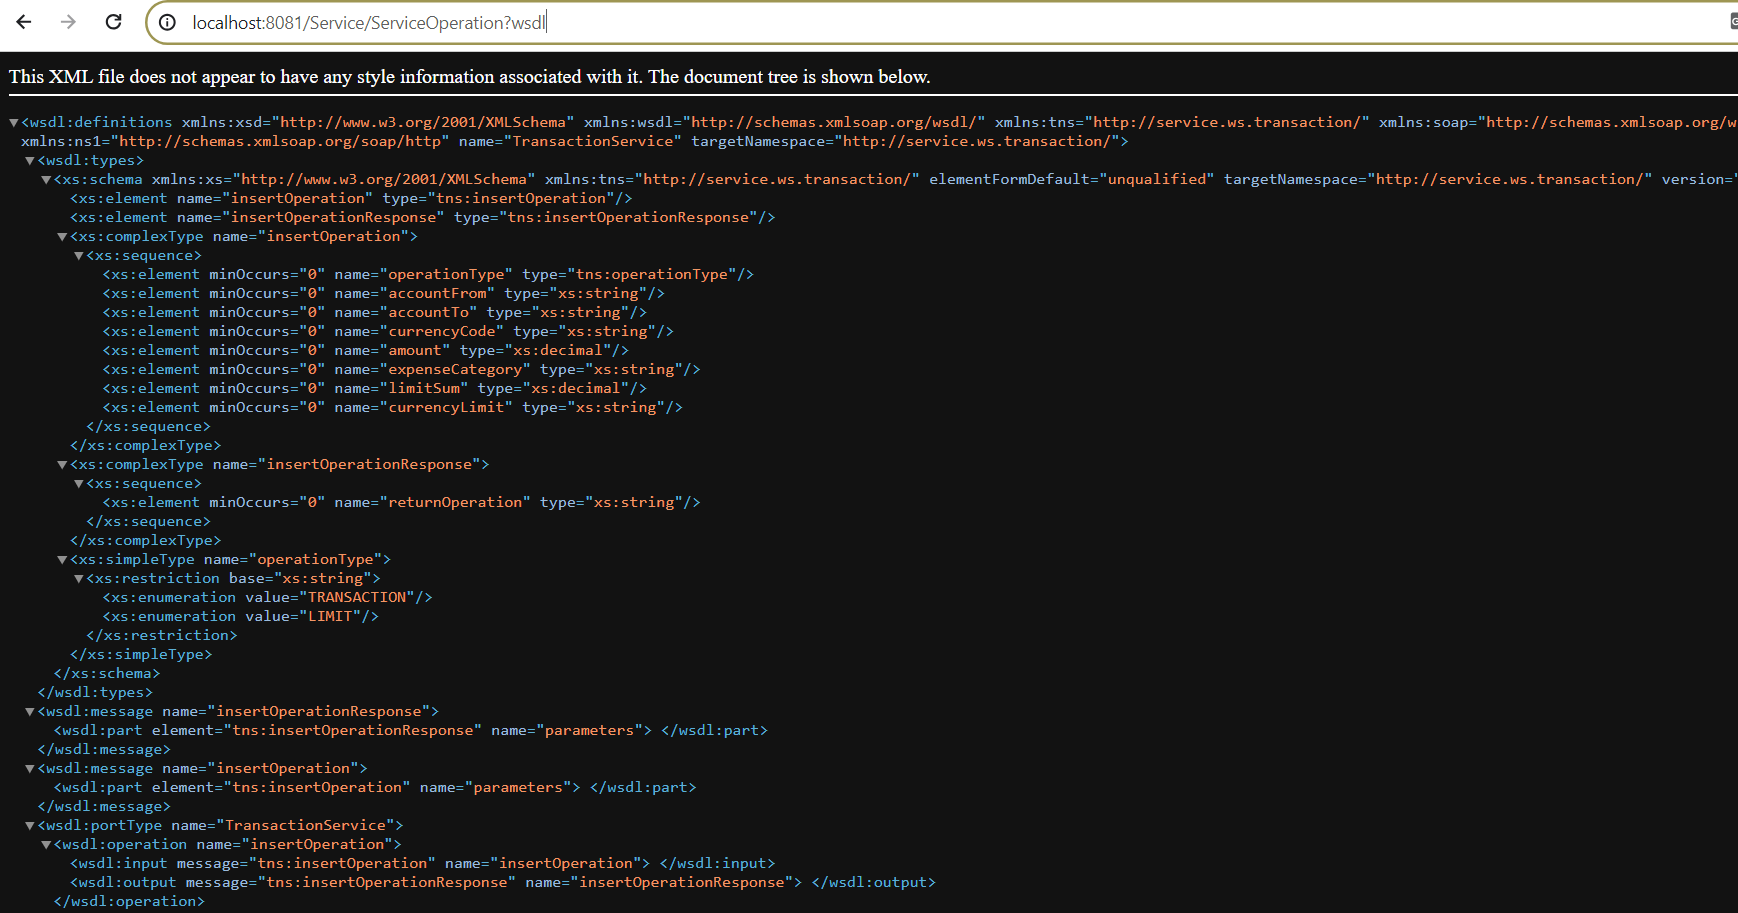 localhost:8081/Service/ServiceOperation?wsdl
This XML file does not appear to have any style information associated with it. The document tree is shown below.
▼<wsdl:definitions xmlns:xsd="http://www.w3.org/2001/XMLSchema" xmlns:wsdl="http://schemas.xmlsoap.org/wsdl/" xmlns:tns="http://service.ws.transaction/" xmlns:soap="http://schemas.xmlsoap.org/w
xmlns:ns1="http://schemas.xmlsoap.org/soap/http" name="TransactionService" targetNamespace="http://service.ws.transaction/">
▼<wsdl:types>
▼<xs:schema xmlns:xs="http://www.w3.org/2001/XMLSchema" xmlns:tns="http://service.ws.transaction/" elementFormDefault="unqualified" targetNamespace="http://service.ws.transaction/" version="
<xs:element name="insertOperation" type="tns:insertOperation"/>
<xs:element name="insertOperationResponse" type="tns:insertOperationResponse"/>
▼<xs:complexType name="insertOperation">
▼<xs:sequence>
<xs:element minOccurs="0" name="operationType" type="tns:operationType"/>
<xs:element minOccurs="0" name="accountFrom" type="xs:string"/>
<xs:element minOccurs="0" name="accountTo" type="xs:string"/>
<xs:element minOccurs="0" name="currencyCode" type="xs:string"/>
<xs:element minOccurs="0" name="amount" type="xs:decimal"/>
<xs:element minOccurs="0" name="expenseCategory" type="xs:string"/>
<xs:element minOccurs="0" name="limitSum" type="xs:decimal"/>
<xs:element minOccurs="0" name="currencyLimit" type="xs:string"/>
</xs:sequence>
</xs:complexType>
▼<xs:complexType name="insertOperationResponse">
▼<xs:sequence>
<xs:element minOccurs="0" name="returnOperation" type="xs:string"/>
</xs:sequence>
</xs:complexType>
▼<xs:simpleType name="operationType">
▼<xs:restriction base="xs:string">
<xs:enumeration value="TRANSACTION"/>
<xs:enumeration value="LIMIT"/>
</xs:restriction>
</xs:simpleType>
</xs:schema>
</wsdl:types>
▼<wsdl:message name="insertOperationResponse">
<wsdl:part element="tns:insertOperationResponse" name="parameters"> </wsdl:part>
</wsdl:message>
▼<wsdl:message name="insertOperation">
<wsdl:part element="tns:insertOperation" name="parameters"> </wsdl:part>
</wsdl:message>
▼<wsdl:portType name="TransactionService">
▼<wsdl:operation name="insertOperation">
<wsdl:input message="tns:insertOperation" name="insertOperation"> </wsdl:input>
<wsdl:output message="tns:insertOperationResponse" name="insertOperationResponse"> </wsdl:output>
</wsdl:operation>